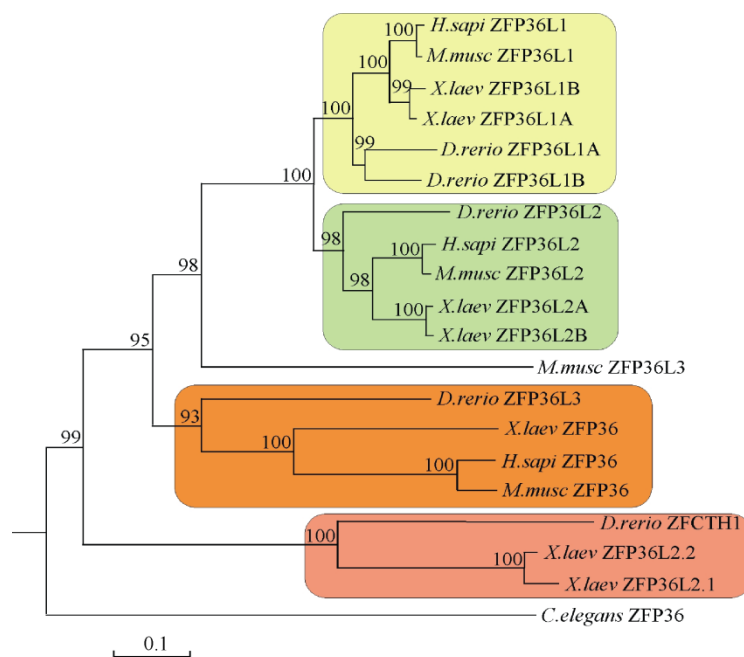 H.sapi ZFP36L1
100
M.musc ZFP36L1
100
99
X.laev ZFP36L1B
100
X.laev ZFP36L1A
99
D.rerio ZFP36L1A
100
D.rerio ZFP36L1B
D.rerio ZFP36L2
98
100
H.sapi ZFP36L2
98
98
M.musc ZFP36L2
100
X.laev ZFP36L2A
X.laev ZFP36L2B
95
M.musc ZFP36L3
D.rerio ZFP36L3
93
X.laev ZFP36
100
99
100
H.sapi ZFP36
M.musc ZFP36
D.rerio ZFCTH1
100
100
X.laev ZFP36L2.2
X.laev ZFP36L2.1
C.elegans ZFP36
0.1